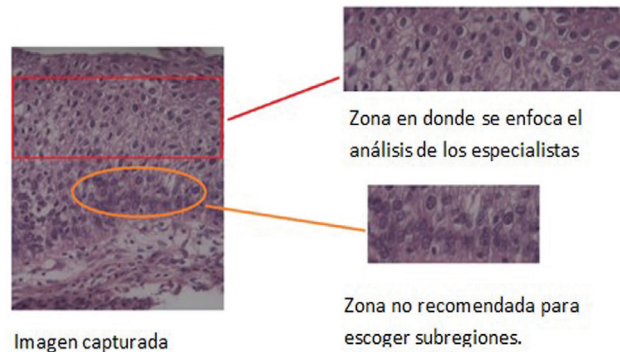 Zona en donde se enfoca el
análisis de los especialistas
Zona no recomendada para
escoger subregiones.
Imagen capturada